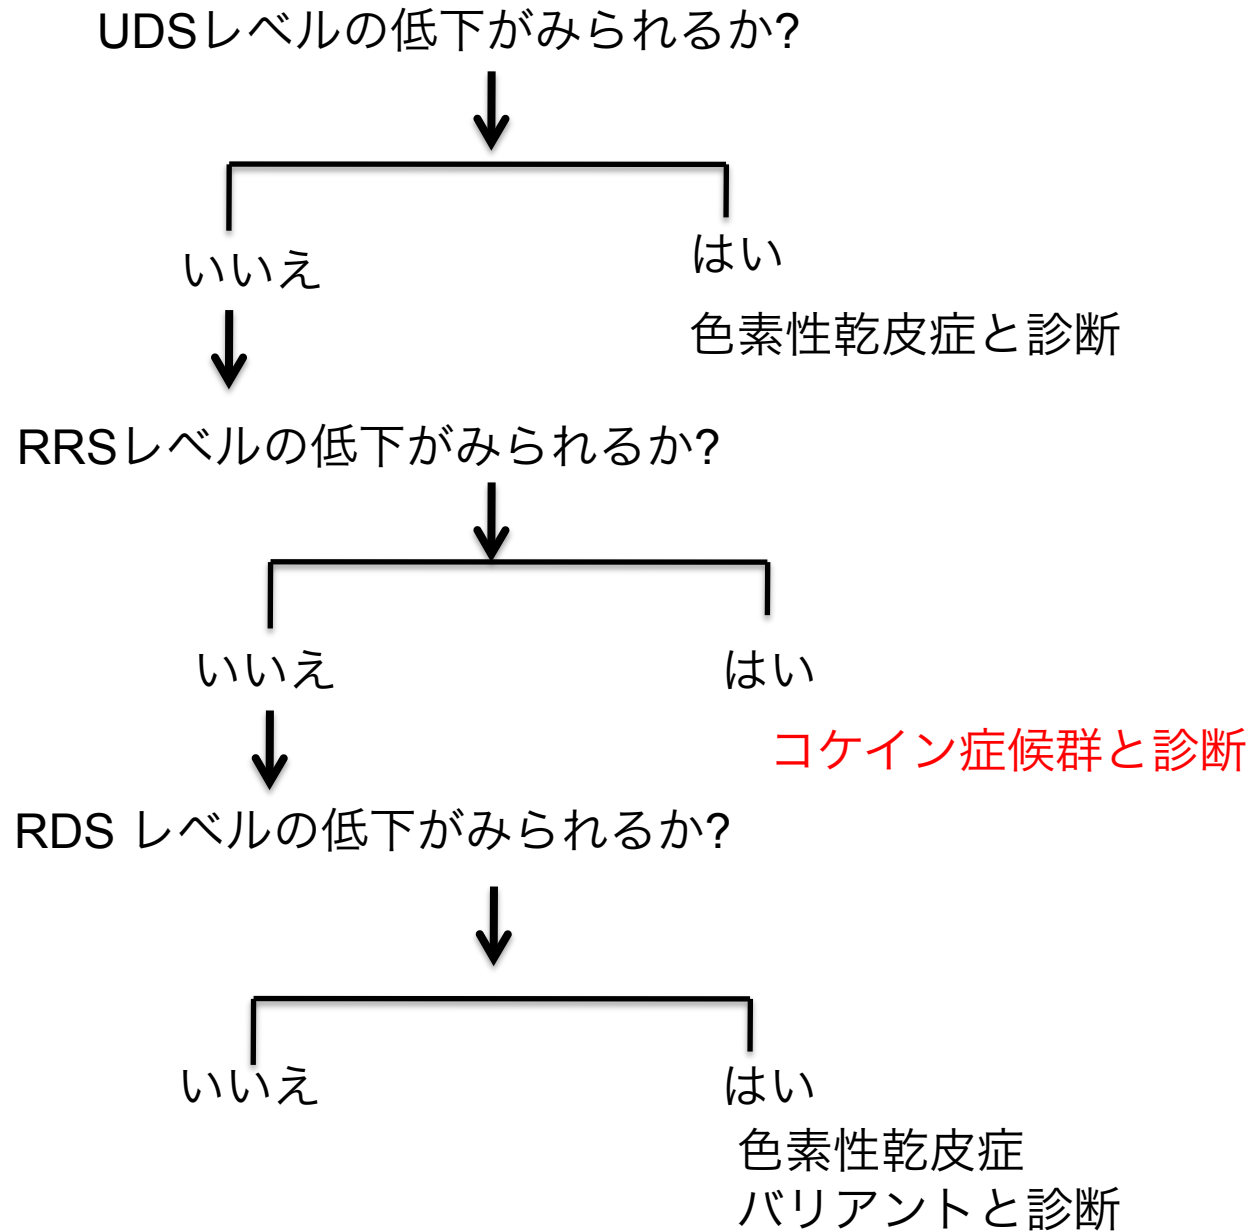 UDSレベルの低下がみられるか?
いいえ
はい
色素性乾皮症と診断
RRSレベルの低下がみられるか?
いいえ
はい
コケイン症候群と診断
RDS レベルの低下がみられるか?
いいえ
はい
色素性乾皮症
バリアントと診断